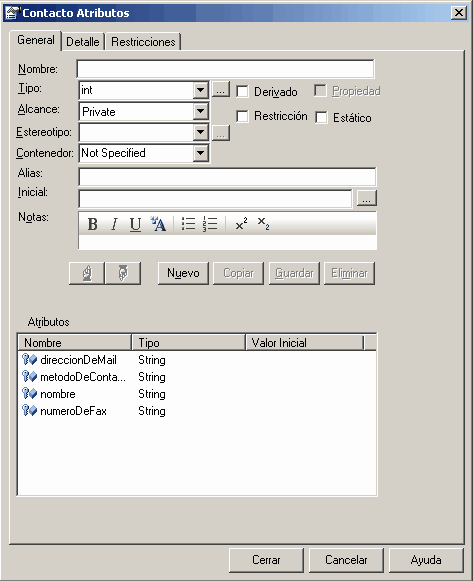 Contacto Atributos
General Detalle Restricciones
Nombre:
Tipo: int ... Derivado Propiedad
Alcance: Private
Estereotipo: ... Restricción Estático
Contenedor: Not Specified
Alias:
Inicial: ...
Notas: B I U A x² x₂
Nuevo Copiar Guardar Eliminar
Atributos
Nombre Tipo Valor Inicial
direccionDeMail String
metodoDeConta... String
nombre String
numeroDeFax String
Cerrar Cancelar Ayuda